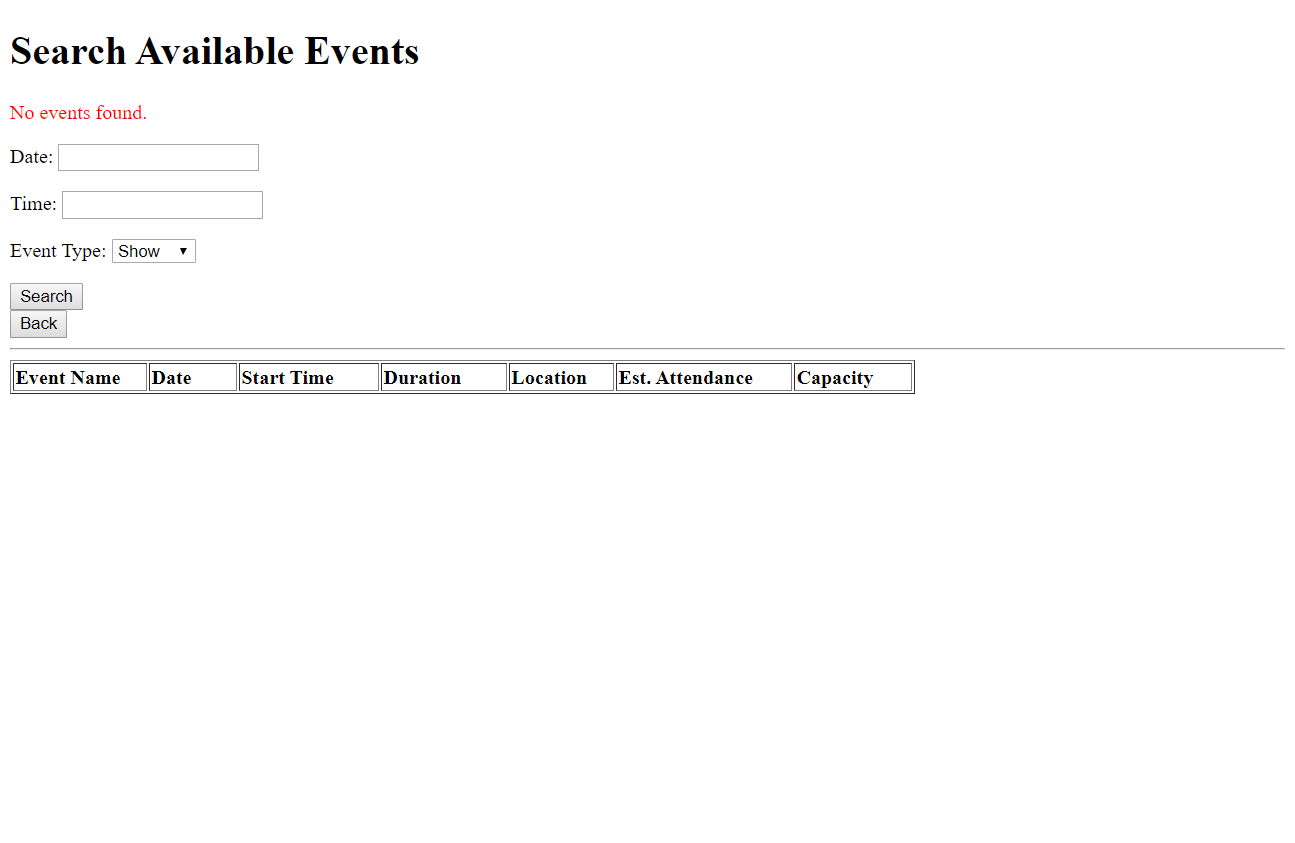 Search Available Events
No events found.
Date:
Time:
Event Type: Show
Search
Back
Event Name Date Start Time Duration Location Est. Attendance Capacity